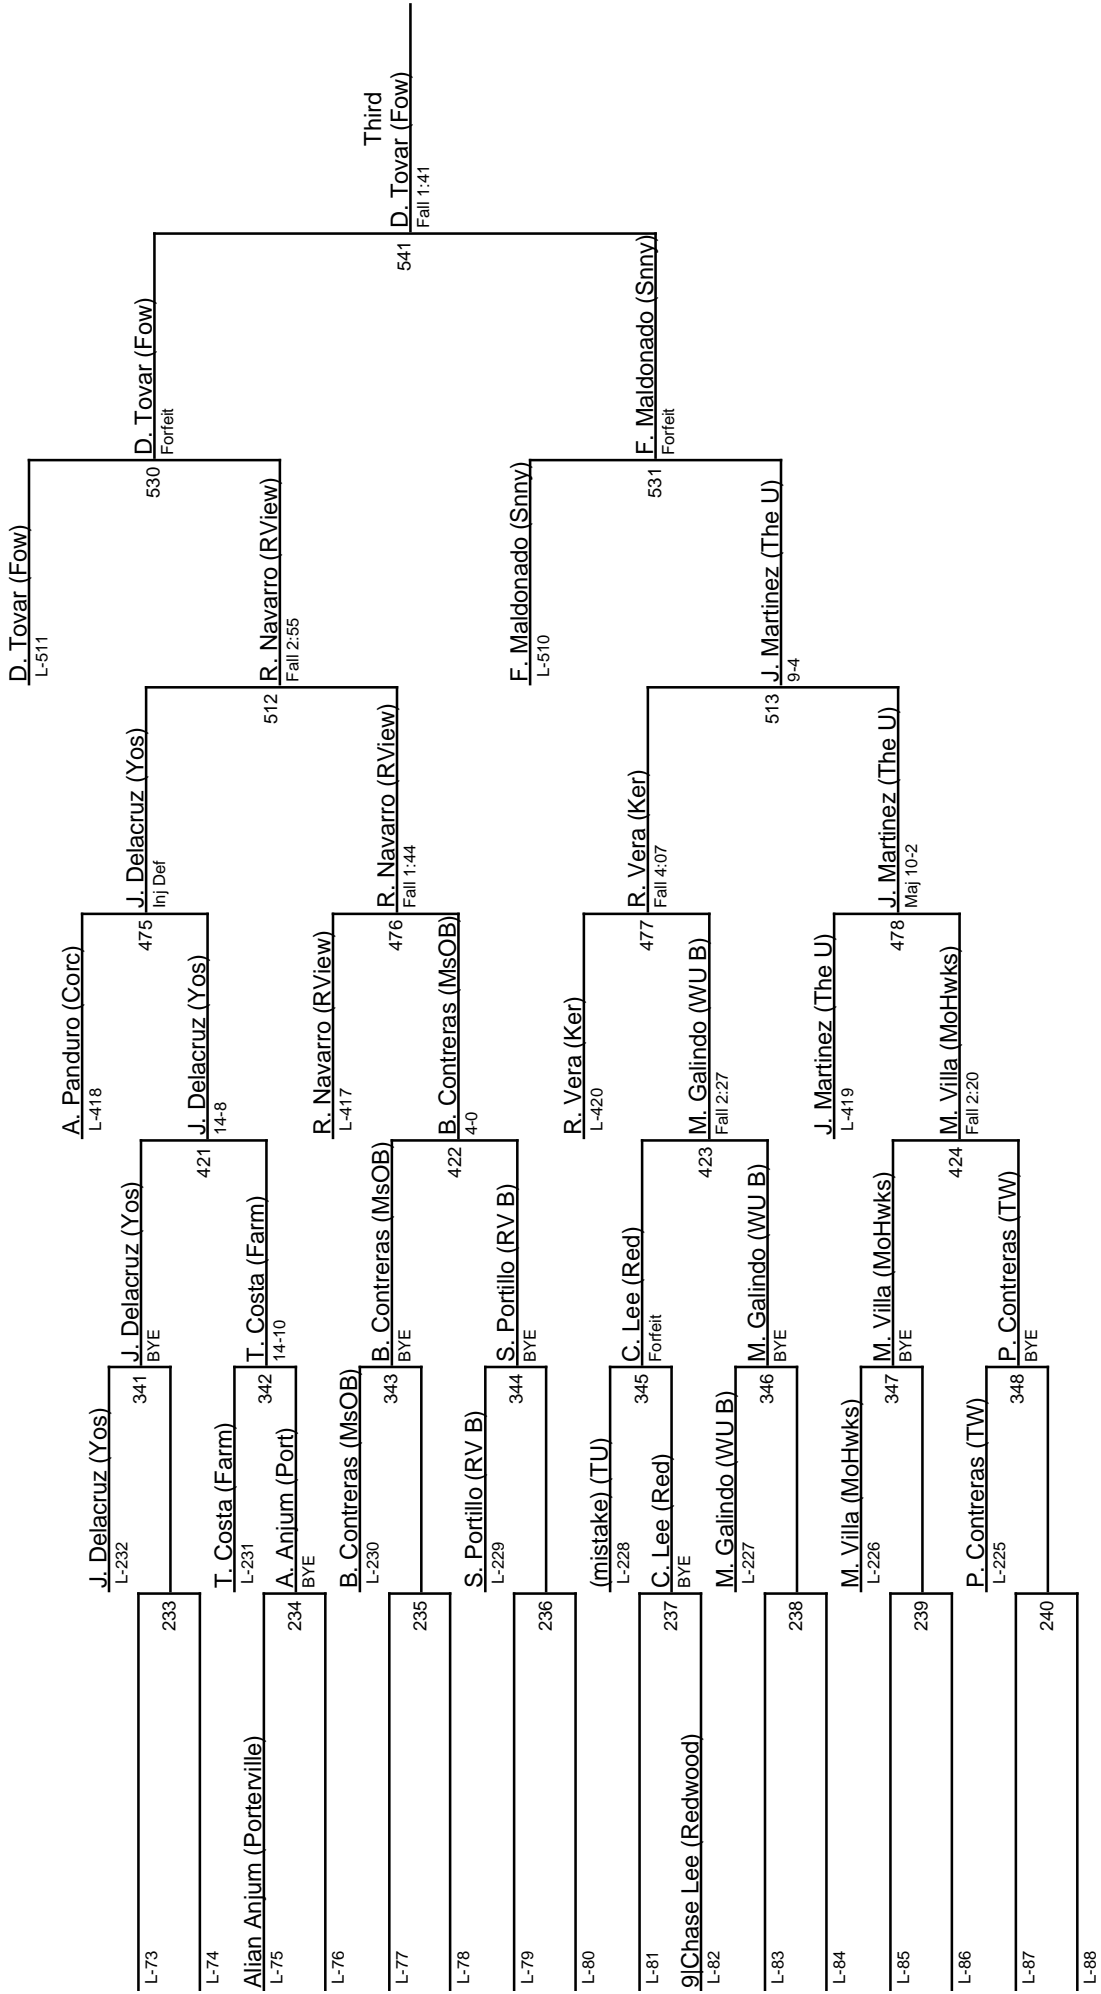 L-73
L-74
Alian Anjum (Porterville)
L-75
L-76
L-77
L-78
L-79
L-80
L-81
9|Chase Lee (Redwood)
L-82
L-83
L-84
L-85
L-86
L-87
L-88
233
234
235
236
237
238
239
240
J. Delacruz (Yos)
L-232
T. Costa (Farm)
L-231
A. Anjum (Port)
BYE
B. Contreras (MsOB)
L-230
S. Portillo (RV B)
L-229
(mistake) (TU)
L-228
C. Lee (Red)
BYE
M. Galindo (WU B)
L-227
M. Villa (MoHwks)
L-226
P. Contreras (TW)
L-225
341
342
343
344
345
346
347
348
J. Delacruz (Yos)
BYE
T. Costa (Farm)
14-10
B. Contreras (MsOB)
BYE
S. Portillo (RV B)
BYE
C. Lee (Red)
Forfeit
M. Galindo (WU B)
BYE
M. Villa (MoHwks)
BYE
P. Contreras (TW)
BYE
421
422
423
424
A. Panduro (Corc)
L-418
J. Delacruz (Yos)
14-8
R. Navarro (RView)
L-417
B. Contreras (MsOB)
4-0
R. Vera (Ker)
L-420
M. Galindo (WU B)
Fall 2:27
J. Martinez (The U)
L-419
M. Villa (MoHwks)
Fall 2:20
475
476
477
478
J. Delacruz (Yos)
Inj Def
R. Navarro (RView)
Fall 1:44
R. Vera (Ker)
Fall 4:07
J. Martinez (The U)
Maj 10-2
512
513
D. Tovar (Fow)
L-511
R. Navarro (RView)
Fall 2:55
F. Maldonado (Snny)
L-510
J. Martinez (The U)
9-4
530
531
D. Tovar (Fow)
Forfeit
F. Maldonado (Snny)
Forfeit
541
Third
D. Tovar (Fow)
Fall 1:41